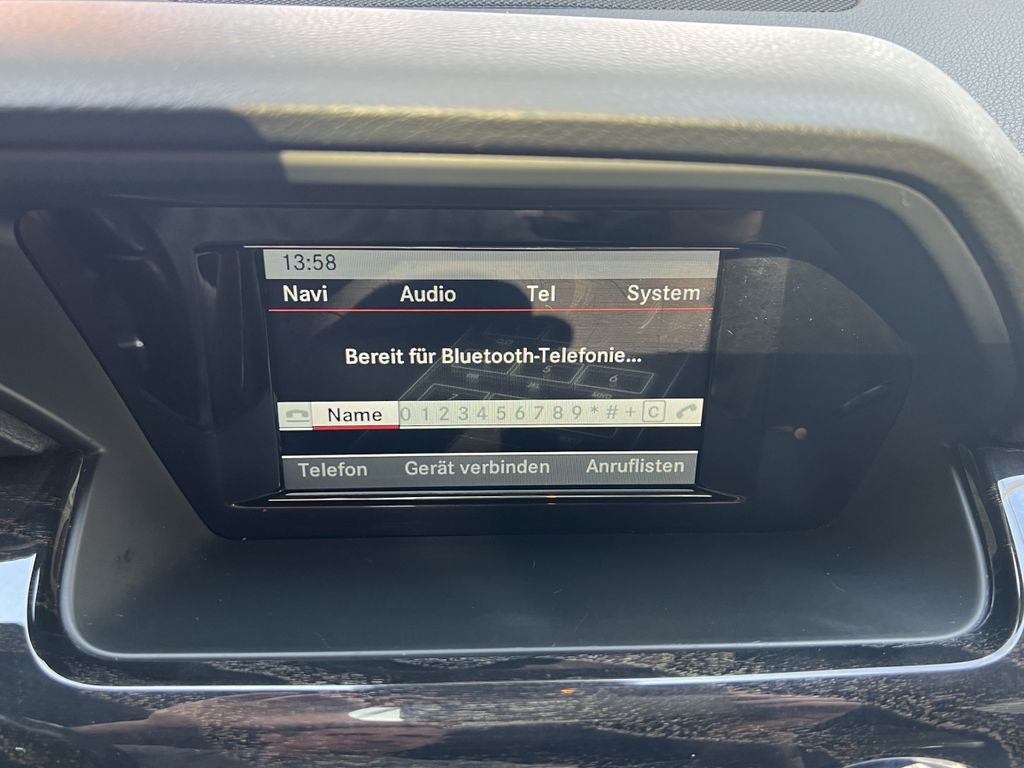 13:58
Navi Audio Tel System
Bereit für Bluetooth-Telefonie...
Name 0 1 2 3 4 5 6 7 8 9 * # + C
Telefon Gerät verbinden Anruflisten